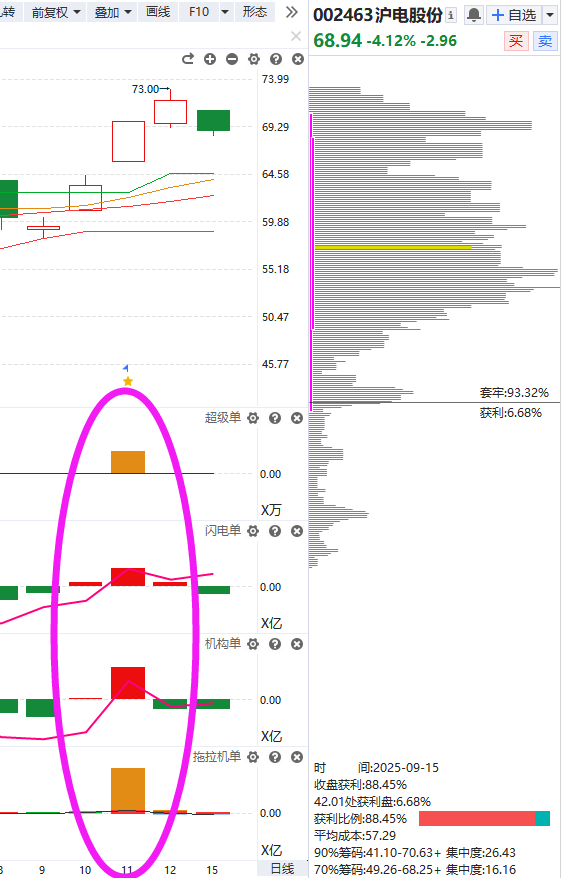 转 前复权 叠加 画线 F10 形态
002463 沪电股份 自选
68.94 -4.12% -2.96 买 卖
73.99
73.00→
69.29
64.58
59.88
55.18
50.47
45.77
套牢:93.32%
获利:6.68%
超级单
0.00
X万
闪电单
0.00
X亿
机构单
0.00
X亿
拖拉机单
0.00
X亿
9 10 11 12 15 日线
时 间:2025-09-15
收盘获利:88.45%
42.01处获利盘:6.68%
获利比例:88.45%
平均成本:57.29
90%筹码:41.10-70.63+ 集中度:26.43
70%筹码:49.26-68.25+ 集中度:16.16